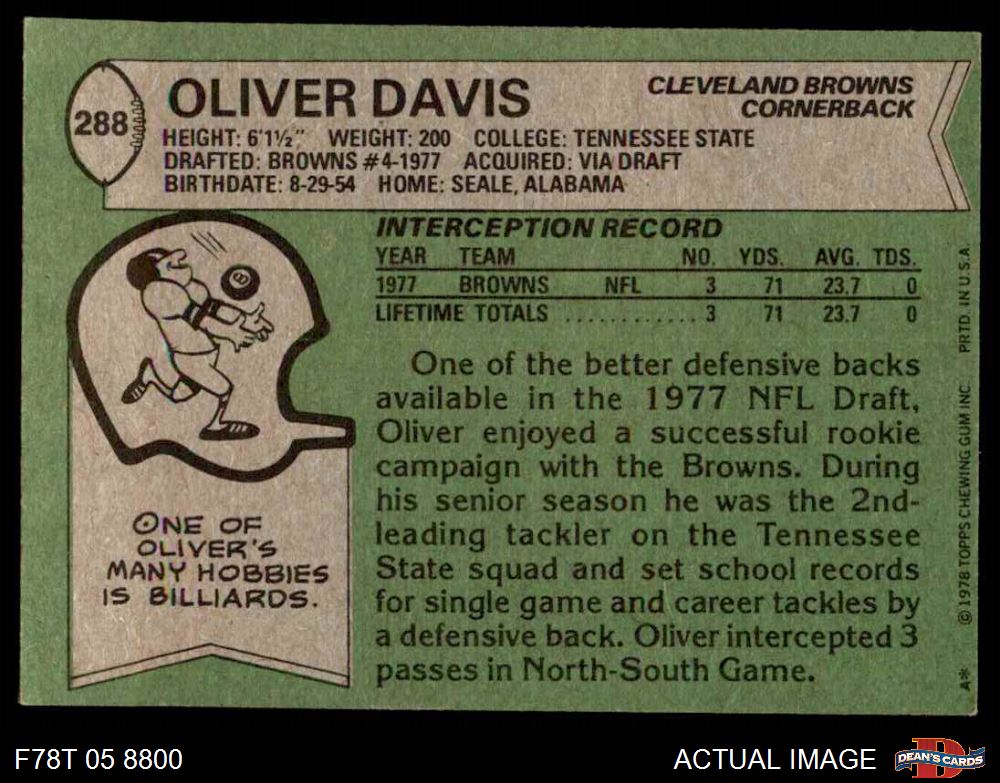 288
OLIVER DAVIS
CLEVELAND BROWNS
CORNERBACK
HEIGHT: 6'1½" WEIGHT: 200 COLLEGE: TENNESSEE STATE
DRAFTED: BROWNS #4-1977 ACQUIRED: VIA DRAFT
BIRTHDATE: 8-29-54 HOME: SEALE, ALABAMA
INTERCEPTION RECORD
YEAR TEAM NO. YDS. AVG. TDS.
1977 BROWNS NFL 3 71 23.7 0
LIFETIME TOTALS ............ 3 71 23.7 0
8
ONE OF
OLIVER'S
MANY HOBBIES
IS BILLIARDS.
One of the better defensive backs
available in the 1977 NFL Draft,
Oliver enjoyed a successful rookie
campaign with the Browns. During
his senior season he was the 2nd-
leading tackler on the Tennessee
State squad and set school records
for single game and career tackles by
a defensive back. Oliver intercepted 3
passes in North-South Game.
A* © 1978 TOPPS CHEWING GUM INC. PRTD. IN U.S.A.
F78T 05 8800
ACTUAL IMAGE
D
DEAN'S CARDS